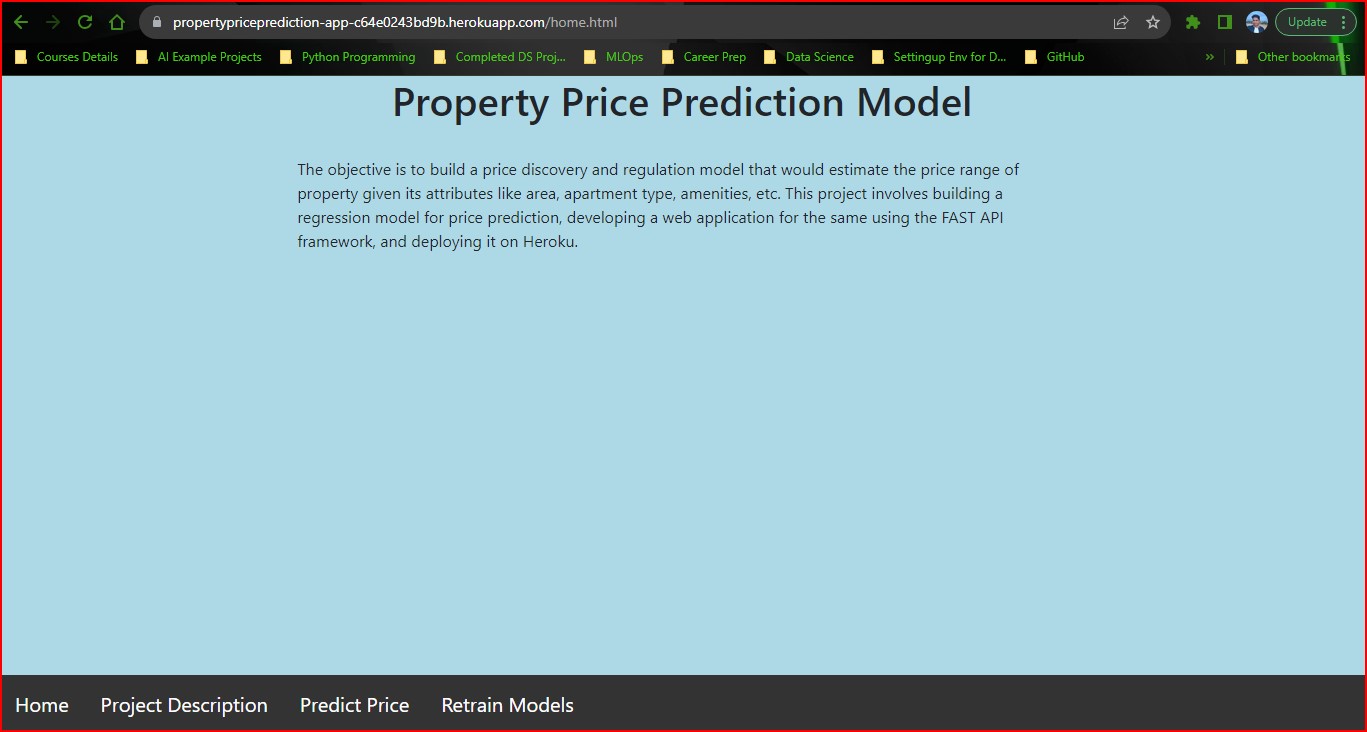 propertypriceprediction-app-c64e0243bd9b.herokuapp.com/home.html Update
Courses Details AI Example Projects Python Programming Completed DS Proj... MLOps Career Prep Data Science Settingup Env for D... GitHub » Other bookmarks
Property Price Prediction Model
The objective is to build a price discovery and regulation model that would estimate the price range of
property given its attributes like area, apartment type, amenities, etc. This project involves building a
regression model for price prediction, developing a web application for the same using the FAST API
framework, and deploying it on Heroku.
Home Project Description Predict Price Retrain Models